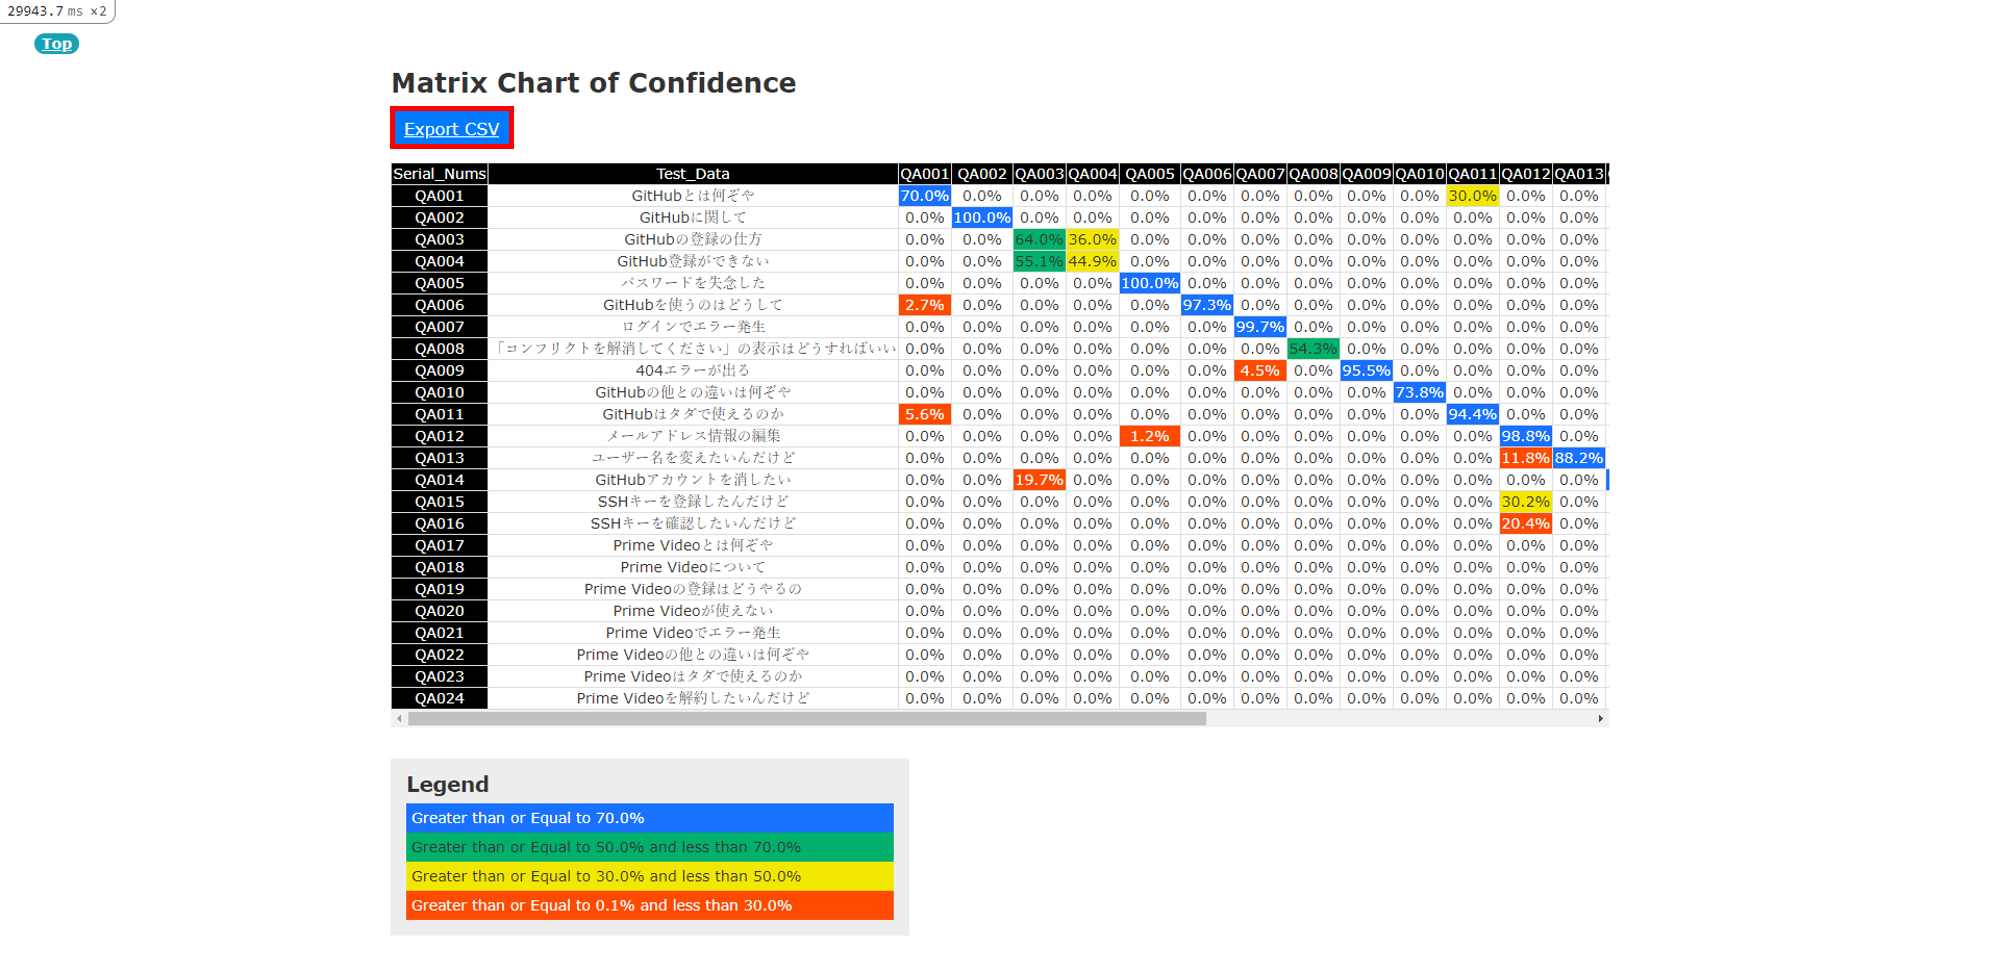 29943.7 ms ×2
Top
Matrix Chart of Confidence
Export CSV
Serial_Nums Test_Data QA001 QA002 QA003 QA004 QA005 QA006 QA007 QA008 QA009 QA010 QA011 QA012 QA013
QA001 GitHubとは何ぞや 70.0% 0.0% 0.0% 0.0% 0.0% 0.0% 0.0% 0.0% 0.0% 0.0% 30.0% 0.0% 0.0%
QA002 GitHubに関して 0.0% 100.0% 0.0% 0.0% 0.0% 0.0% 0.0% 0.0% 0.0% 0.0% 0.0% 0.0% 0.0%
QA003 GitHubの登録の仕方 0.0% 0.0% 64.0% 36.0% 0.0% 0.0% 0.0% 0.0% 0.0% 0.0% 0.0% 0.0% 0.0%
QA004 GitHub登録ができない 0.0% 0.0% 55.1% 44.9% 0.0% 0.0% 0.0% 0.0% 0.0% 0.0% 0.0% 0.0% 0.0%
QA005 パスワードを失念した 0.0% 0.0% 0.0% 0.0% 100.0% 0.0% 0.0% 0.0% 0.0% 0.0% 0.0% 0.0% 0.0%
QA006 GitHubを使うのはどうして 2.7% 0.0% 0.0% 0.0% 0.0% 97.3% 0.0% 0.0% 0.0% 0.0% 0.0% 0.0% 0.0%
QA007 ログインでエラー発生 0.0% 0.0% 0.0% 0.0% 0.0% 0.0% 99.7% 0.0% 0.0% 0.0% 0.0% 0.0% 0.0%
QA008 「コンフリクトを解消してください」の表示はどうすればいい 0.0% 0.0% 0.0% 0.0% 0.0% 0.0% 0.0% 54.3% 0.0% 0.0% 0.0% 0.0% 0.0%
QA009 404エラーが出る 0.0% 0.0% 0.0% 0.0% 0.0% 0.0% 4.5% 0.0% 95.5% 0.0% 0.0% 0.0% 0.0%
QA010 GitHubの他との違いは何ぞや 0.0% 0.0% 0.0% 0.0% 0.0% 0.0% 0.0% 0.0% 0.0% 73.8% 0.0% 0.0% 0.0%
QA011 GitHubはタダで使えるのか 5.6% 0.0% 0.0% 0.0% 0.0% 0.0% 0.0% 0.0% 0.0% 0.0% 94.4% 0.0% 0.0%
QA012 メールアドレス情報の編集 0.0% 0.0% 0.0% 0.0% 1.2% 0.0% 0.0% 0.0% 0.0% 0.0% 0.0% 98.8% 0.0%
QA013 ユーザー名を変えたいんだけど 0.0% 0.0% 0.0% 0.0% 0.0% 0.0% 0.0% 0.0% 0.0% 0.0% 0.0% 11.8% 88.2%
QA014 GitHubアカウントを消したい 0.0% 0.0% 19.7% 0.0% 0.0% 0.0% 0.0% 0.0% 0.0% 0.0% 0.0% 0.0% 0.0%
QA015 SSHキーを登録したんだけど 0.0% 0.0% 0.0% 0.0% 0.0% 0.0% 0.0% 0.0% 0.0% 0.0% 0.0% 30.2% 0.0%
QA016 SSHキーを確認したいんだけど 0.0% 0.0% 0.0% 0.0% 0.0% 0.0% 0.0% 0.0% 0.0% 0.0% 0.0% 20.4% 0.0%
QA017 Prime Videoとは何ぞや 0.0% 0.0% 0.0% 0.0% 0.0% 0.0% 0.0% 0.0% 0.0% 0.0% 0.0% 0.0% 0.0%
QA018 Prime Videoについて 0.0% 0.0% 0.0% 0.0% 0.0% 0.0% 0.0% 0.0% 0.0% 0.0% 0.0% 0.0% 0.0%
QA019 Prime Videoの登録はどうやるの 0.0% 0.0% 0.0% 0.0% 0.0% 0.0% 0.0% 0.0% 0.0% 0.0% 0.0% 0.0% 0.0%
QA020 Prime Videoが使えない 0.0% 0.0% 0.0% 0.0% 0.0% 0.0% 0.0% 0.0% 0.0% 0.0% 0.0% 0.0% 0.0%
QA021 Prime Videoでエラー発生 0.0% 0.0% 0.0% 0.0% 0.0% 0.0% 0.0% 0.0% 0.0% 0.0% 0.0% 0.0% 0.0%
QA022 Prime Videoの他との違いは何ぞや 0.0% 0.0% 0.0% 0.0% 0.0% 0.0% 0.0% 0.0% 0.0% 0.0% 0.0% 0.0% 0.0%
QA023 Prime Videoはタダで使えるのか 0.0% 0.0% 0.0% 0.0% 0.0% 0.0% 0.0% 0.0% 0.0% 0.0% 0.0% 0.0% 0.0%
QA024 Prime Videoを解約したいんだけど 0.0% 0.0% 0.0% 0.0% 0.0% 0.0% 0.0% 0.0% 0.0% 0.0% 0.0% 0.0% 0.0%
Legend
Greater than or Equal to 70.0%
Greater than or Equal to 50.0% and less than 70.0%
Greater than or Equal to 30.0% and less than 50.0%
Greater than or Equal to 0.1% and less than 30.0%